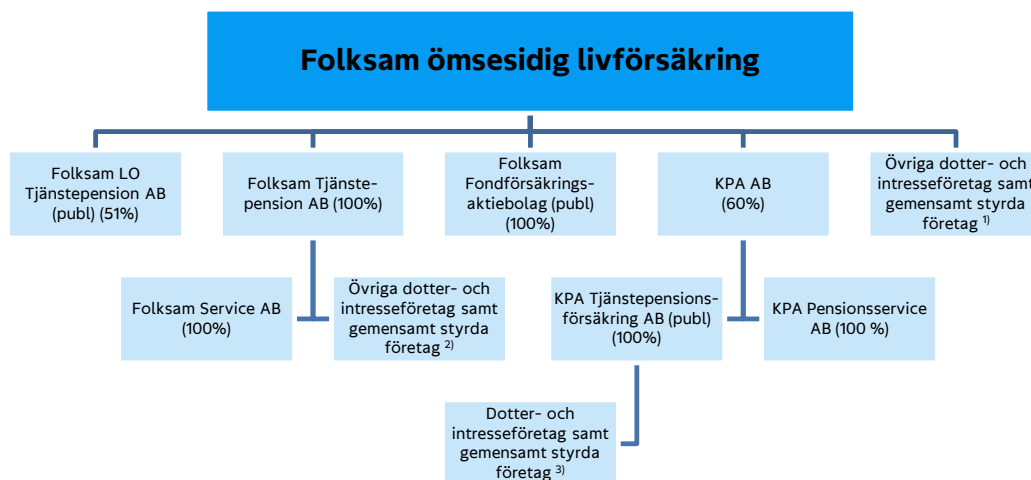 Folksam ömsesidig livförsäkring
Folksam LO
Tjänstepension AB
(publ) (51%)
Folksam Tjänste-
pension AB (100%)
Folksam
Fondförsäkrings-
aktiebolag (publ)
(100%)
KPA AB
(60%)
Övriga dotter- och
intresseföretag samt
gemensamt styrda
företag 1)
Folksam Service AB
(100%)
Övriga dotter- och
intresseföretag samt
gemensamt styrda
företag 2)
KPA Tjänstepensions-
försäkring AB (publ)
(100%)
KPA Pensionsservice
AB (100 %)
Dotter- och
intresseföretag samt
gemensamt styrda
företag 3)